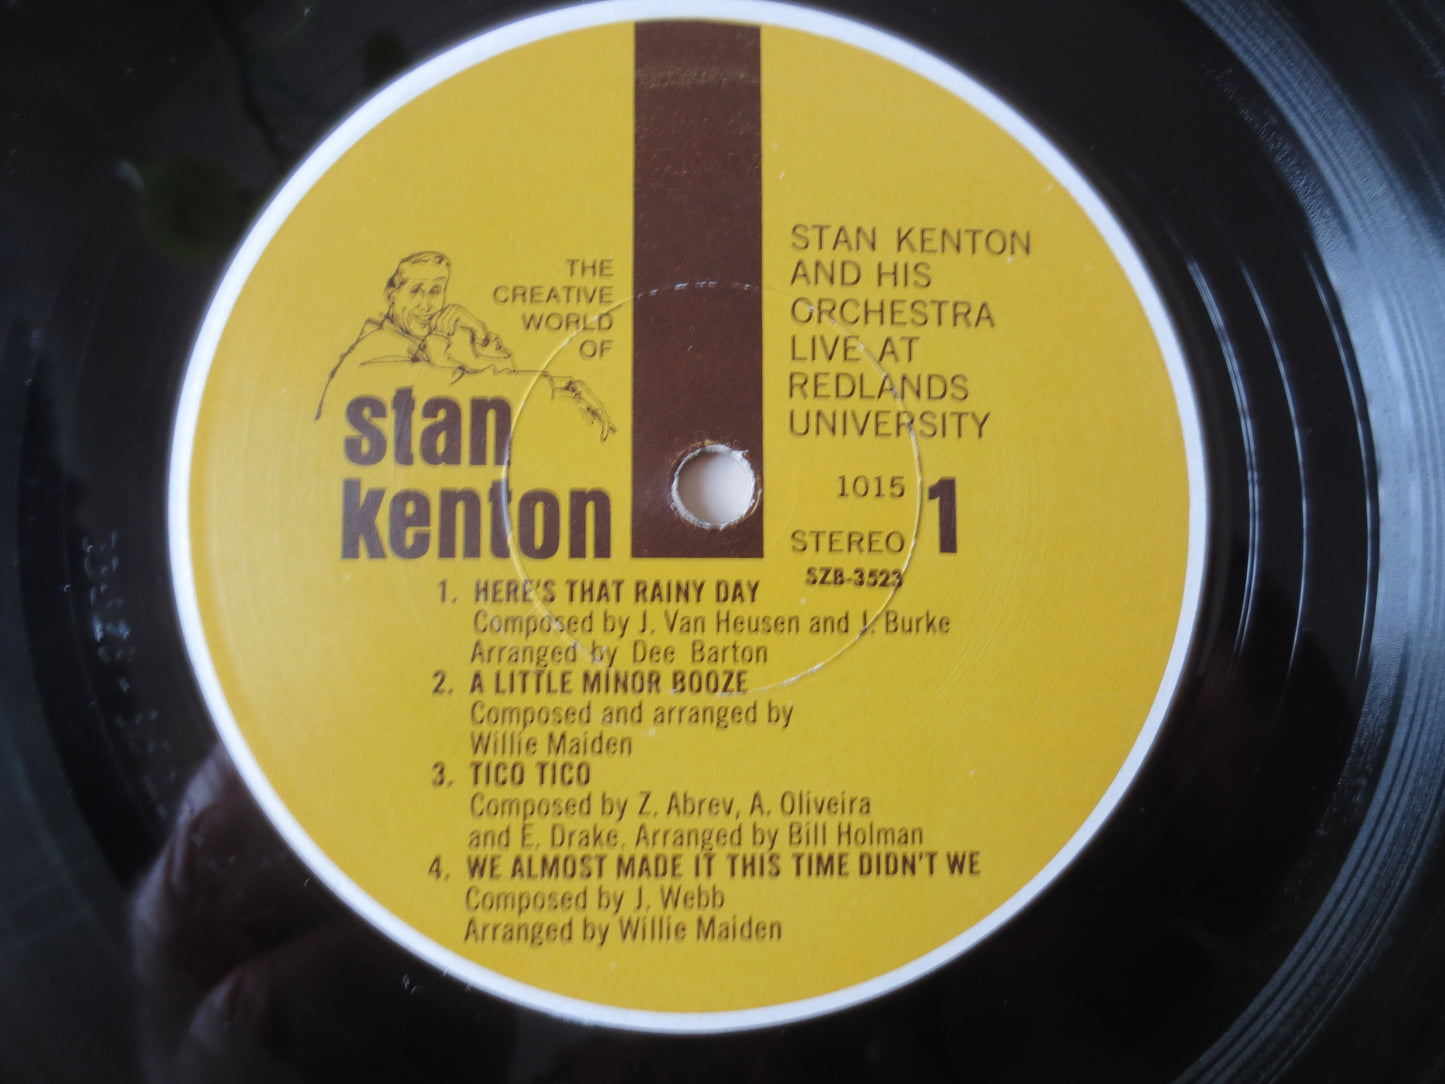 THE
CREATIVE
WORLD
OF
stan
kenton
STAN KENTON
AND HIS
ORCHESTRA
LIVE AT
REDLANDS
UNIVERSITY
1015 1
STEREO
SZB-3523
1. HERE'S THAT RAINY DAY
Composed by J. Van Heusen and J. Burke
Arranged by Dee Barton
2. A LITTLE MINOR BOOZE
Composed and arranged by
Willie Maiden
3. TICO TICO
Composed by Z. Abrev, A. Oliveira
and E. Drake. Arranged by Bill Holman
4. WE ALMOST MADE IT THIS TIME DIDN'T WE
Composed by J. Webb
Arranged by Willie Maiden